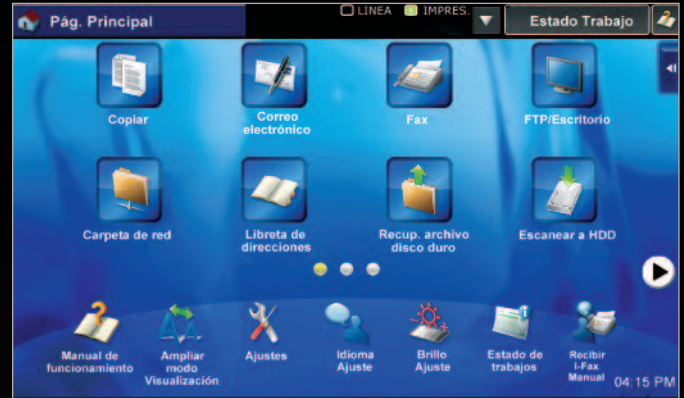 Pág. Principal
LINEA
IMPRES.
Estado Trabajo
Copiar
Correo
electrónico
Fax
FTP/Escritorio
Carpeta de red
Libreta de
direcciones
Recup. archivo
disco duro
Escanear a HDD
Manual de
funcionamiento
Ampliar
modo
Visualización
Ajustes
Idioma
Ajuste
Brillo
Ajuste
Estado de
trabajos
Recibir
I-Fax
Manual
04:15 PM